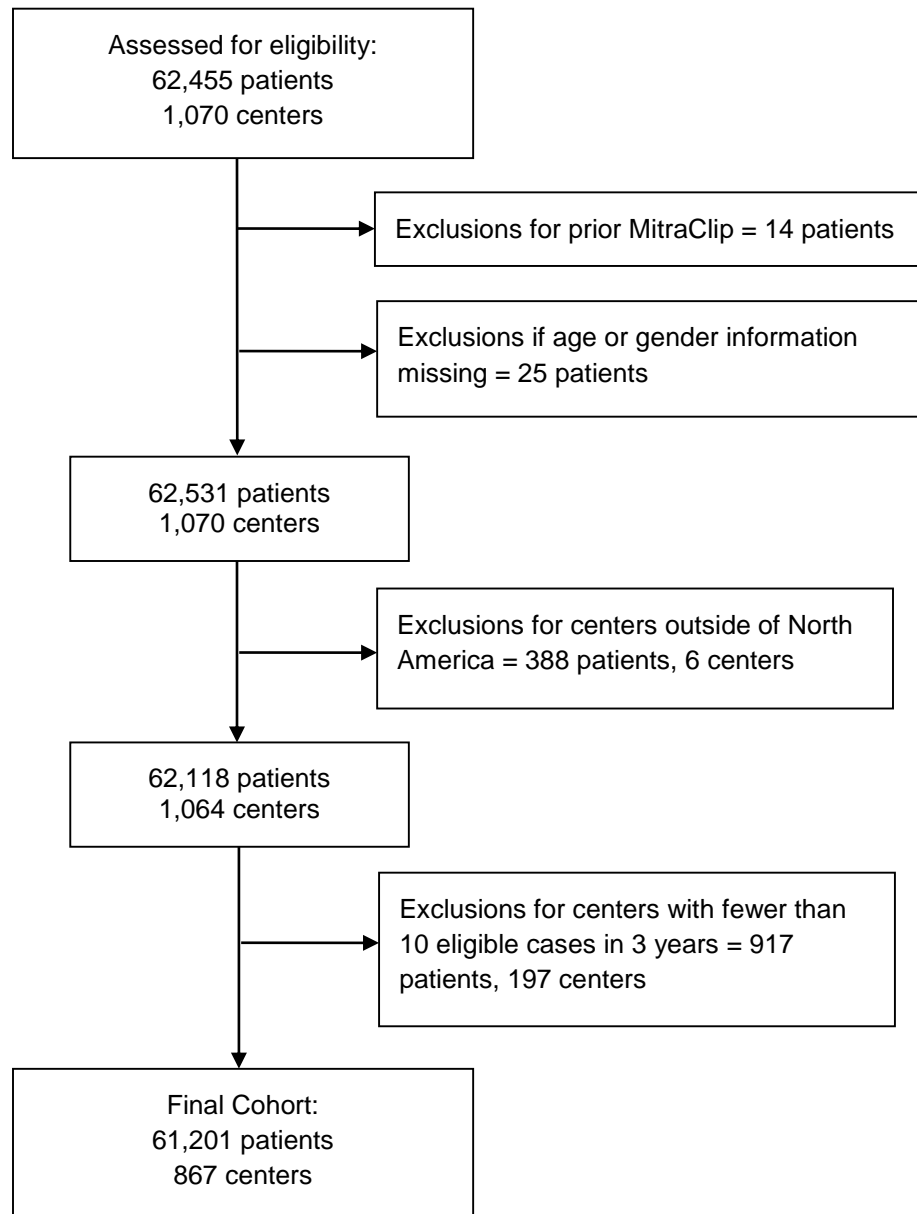 Assessed for eligibility:
62,455 patients
1,070 centers
Exclusions for prior MitraClip = 14 patients
Exclusions if age or gender information
missing = 25 patients
62,531 patients
1,070 centers
Exclusions for centers outside of North
America = 388 patients, 6 centers
62,118 patients
1,064 centers
Exclusions for centers with fewer than
10 eligible cases in 3 years = 917
patients, 197 centers
Final Cohort:
61,201 patients
867 centers